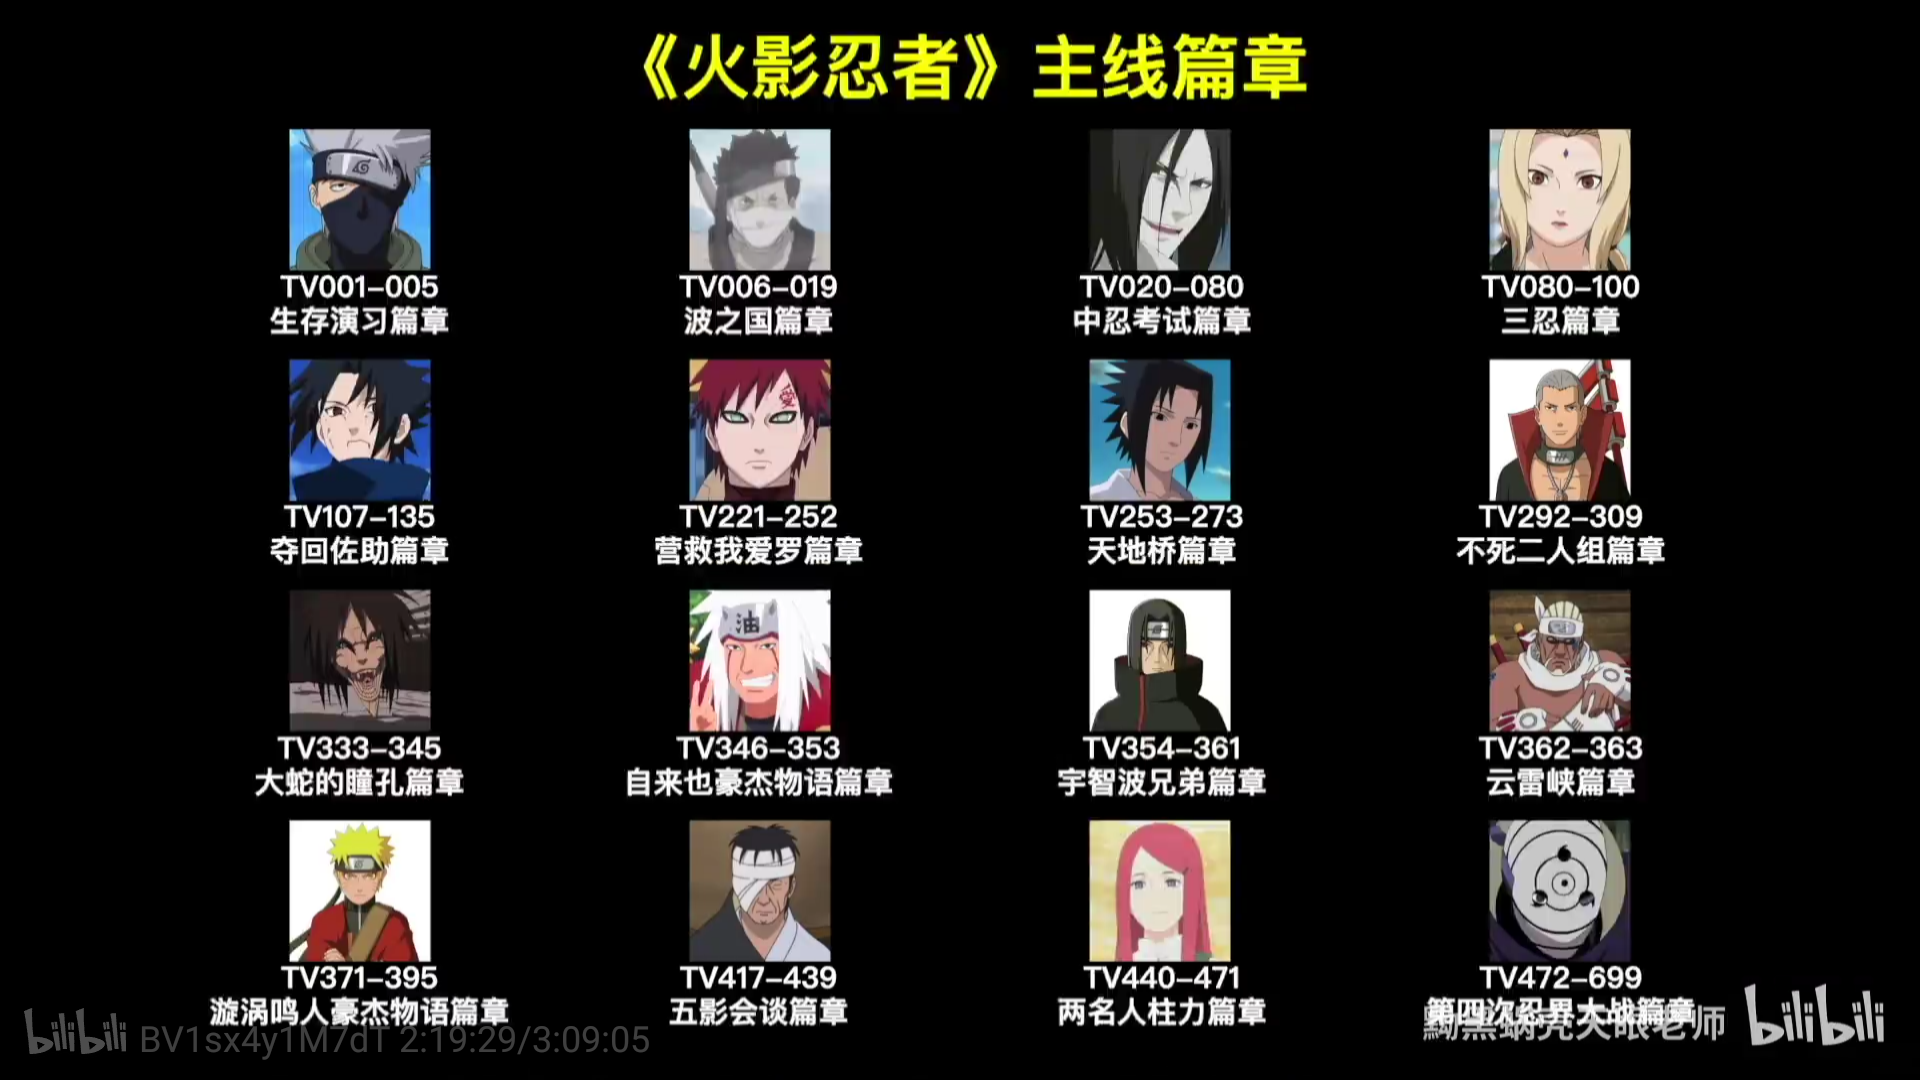 《火影忍者》主线篇章
TV001-005
生存演习篇章
TV006-019
波之国篇章
TV020-080
中忍考试篇章
TV080-100
三忍篇章
TV107-135
夺回佐助篇章
TV221-252
营救我爱罗篇章
TV253-273
天地桥篇章
TV292-309
不死二人组篇章
TV333-345
大蛇的瞳孔篇章
油
TV346-353
自来也豪杰物语篇章
TV354-361
宇智波兄弟篇章
TV362-363
云雷峡篇章
TV371-395
漩涡鸣人豪杰物语篇章
TV417-439
五影会谈篇章
TV440-471
两名人柱力篇章
TV472-699
第四次忍界大战篇章
bilibili BV1sx4y1M7dT 2:19:29/3:09:05
bilibili